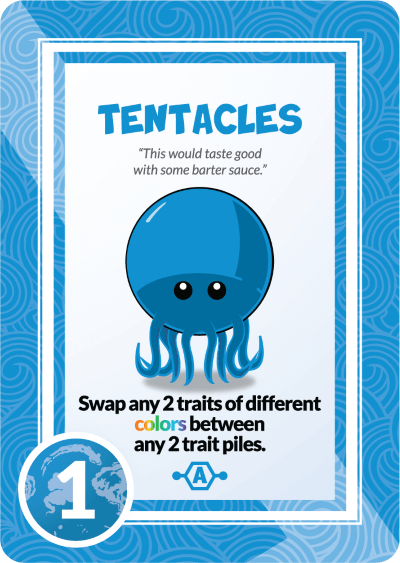 TENTACLES
“This would taste good
with some barter sauce.”
Swap any 2 traits of different
colors between
any 2 trait piles.
A
1